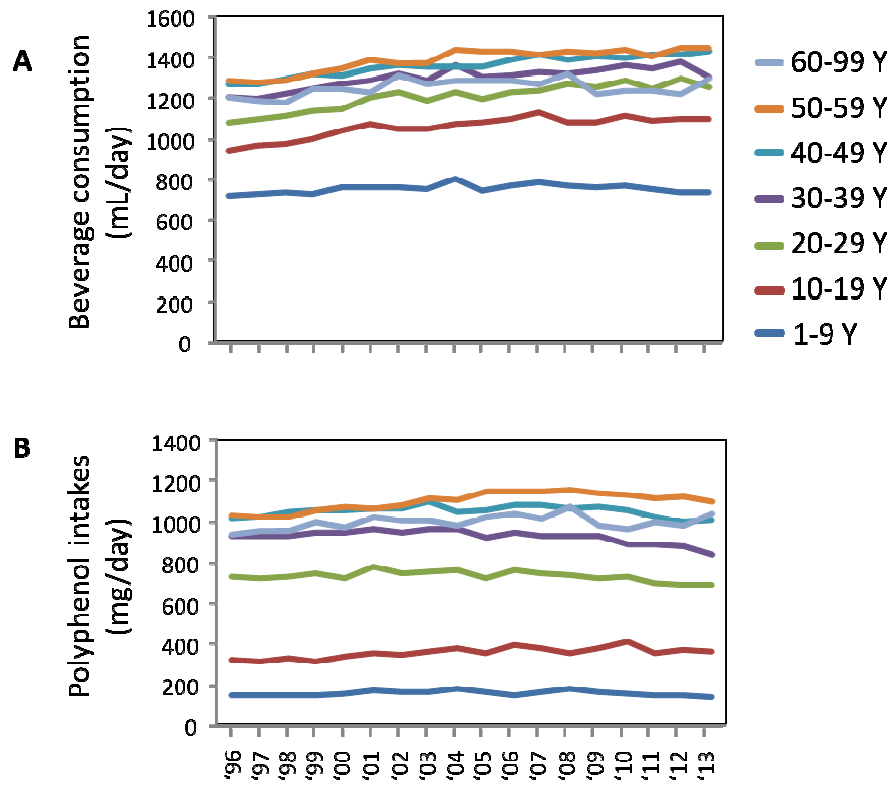 A
Beverage consumption
(mL/day)
1600
1400
1200
1000
800
600
400
200
0
60-99 Y
50-59 Y
40-49 Y
30-39 Y
20-29 Y
10-19 Y
1-9 Y
B
Polyphenol intakes
(mg/day)
1400
1200
1000
800
600
400
200
0
'96
'97
'98
'99
'00
'01
'02
'03
'04
'05
'06
'07
'08
'09
'10
'11
'12
'13